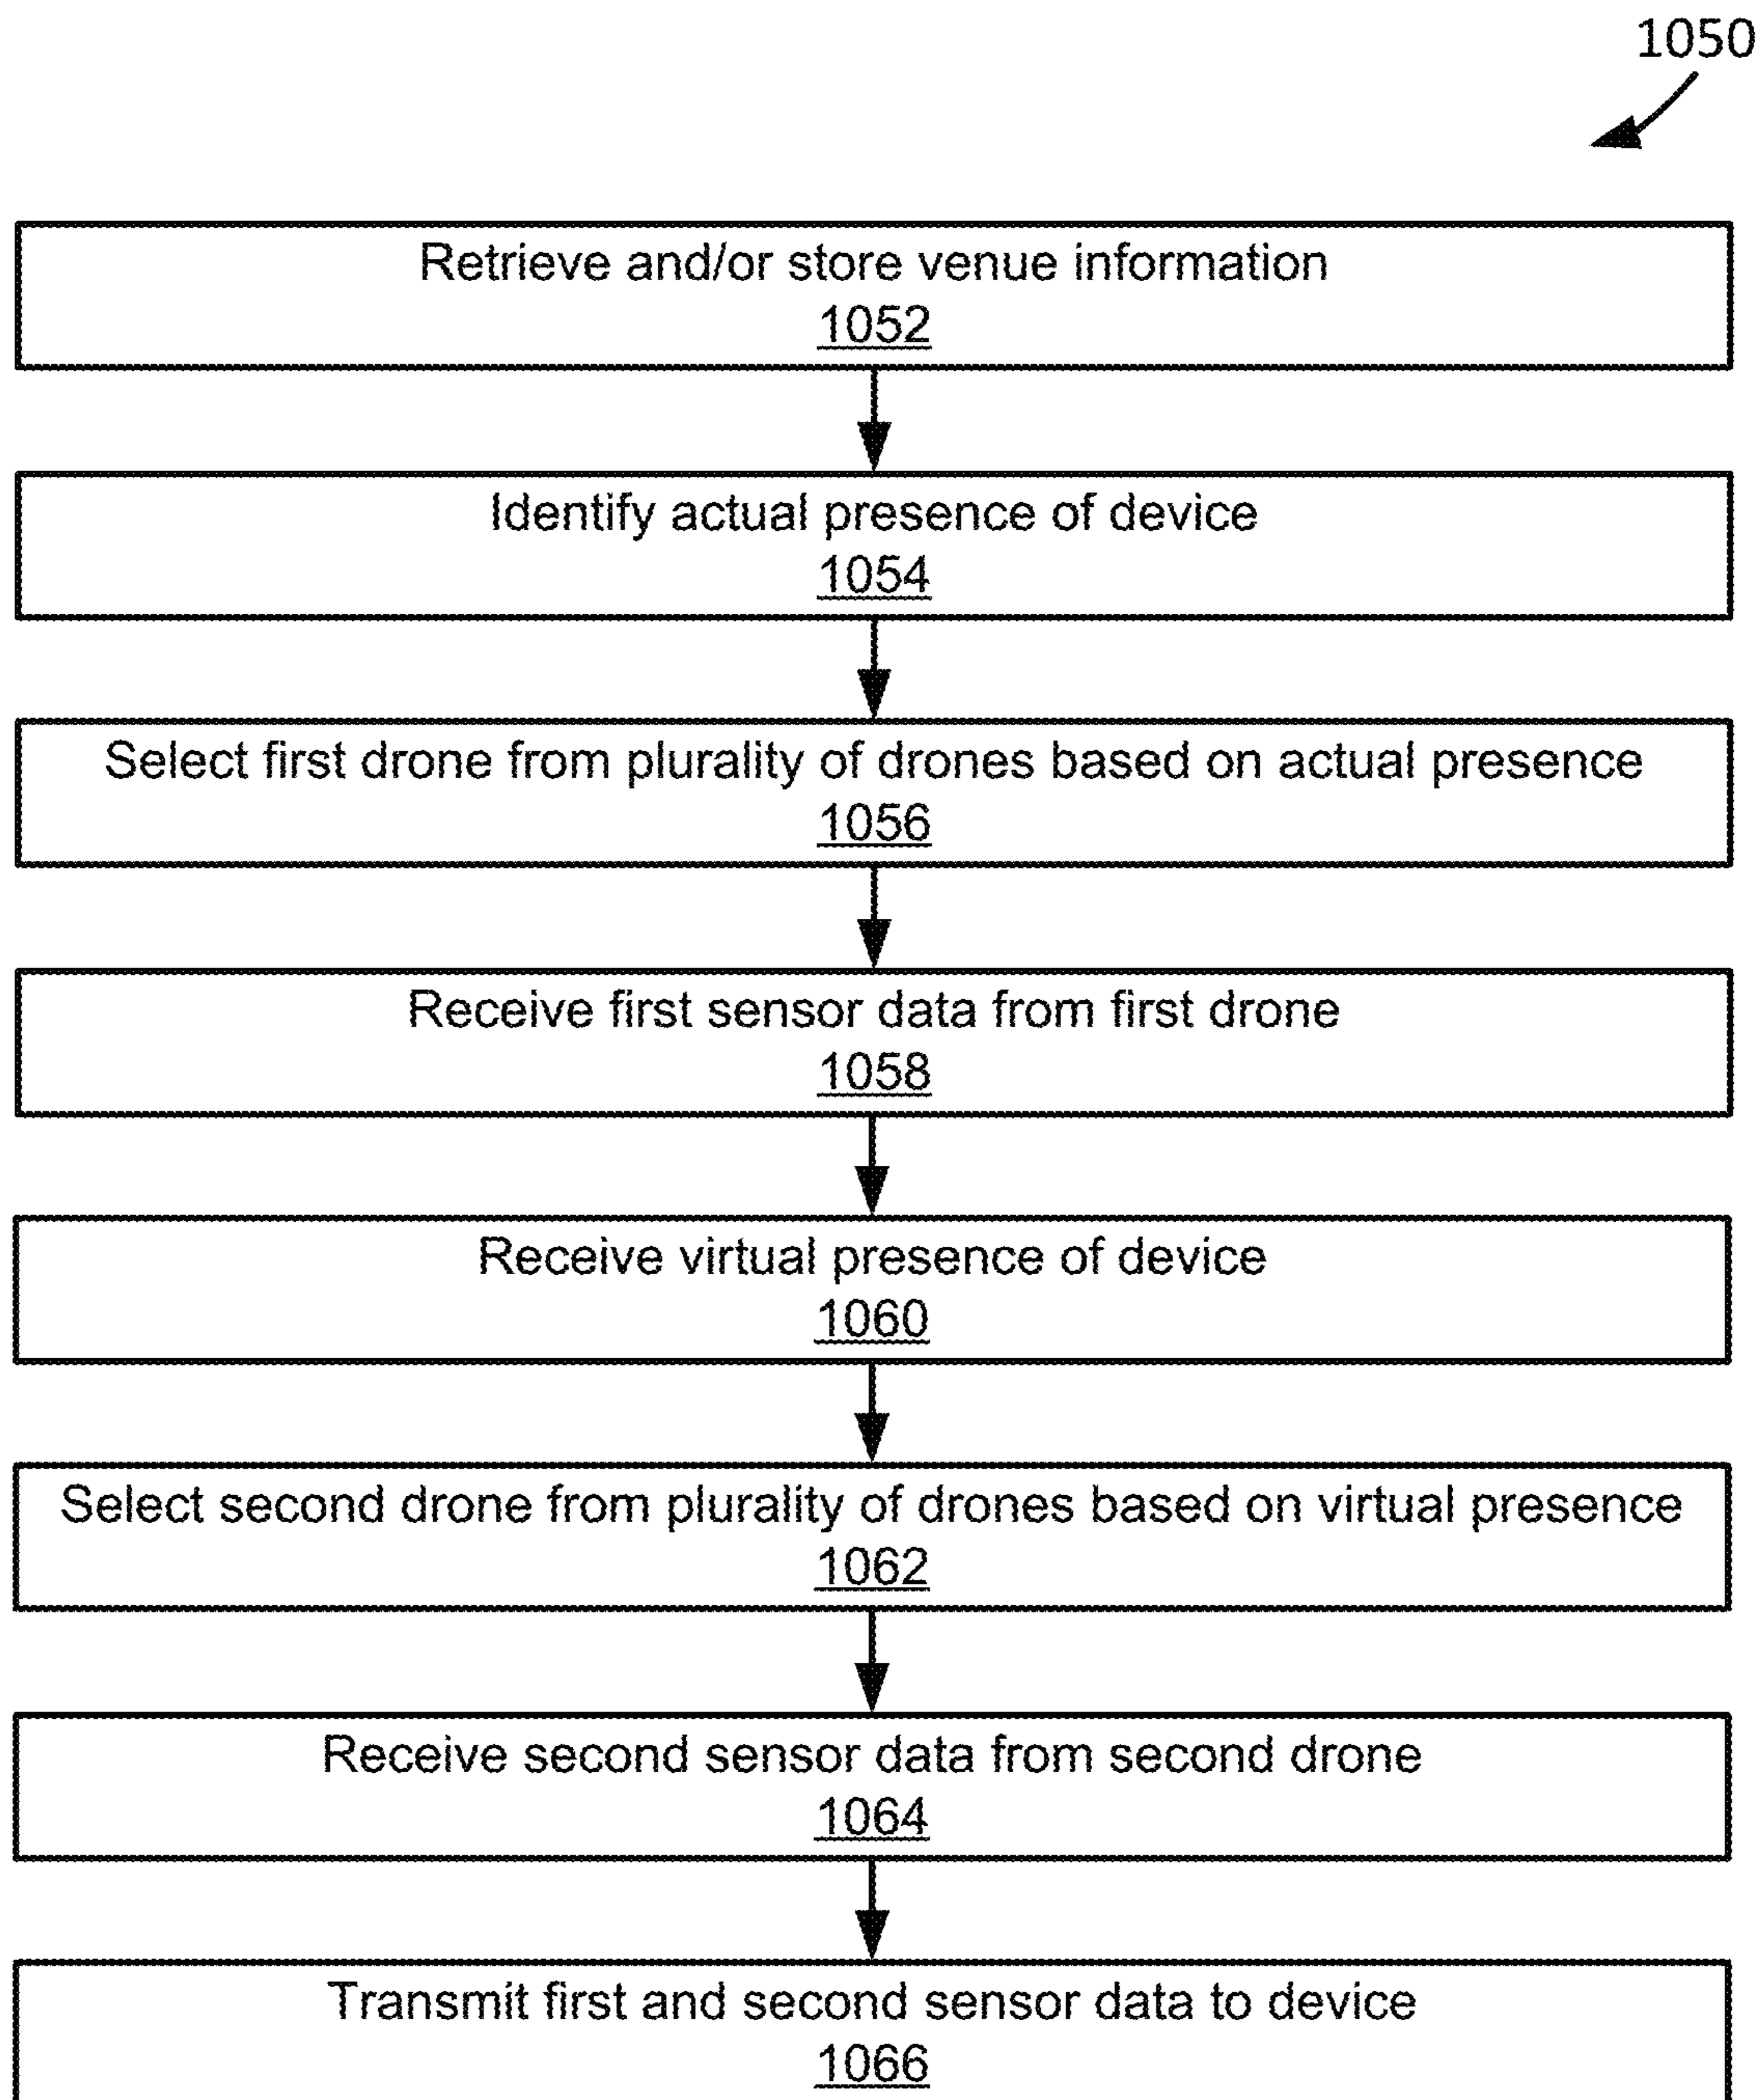 1050
Retrieve and/or store venue information
1052
Identify actual presence of device
1054
Select first drone from plurality of drones based on actual presence
1056
Receive first sensor data from first drone
1058
Receive virtual presence of device
1060
Select second drone from plurality of drones based on virtual presence
1062
Receive second sensor data from second drone
1064
Transmit first and second sensor data to device
1066